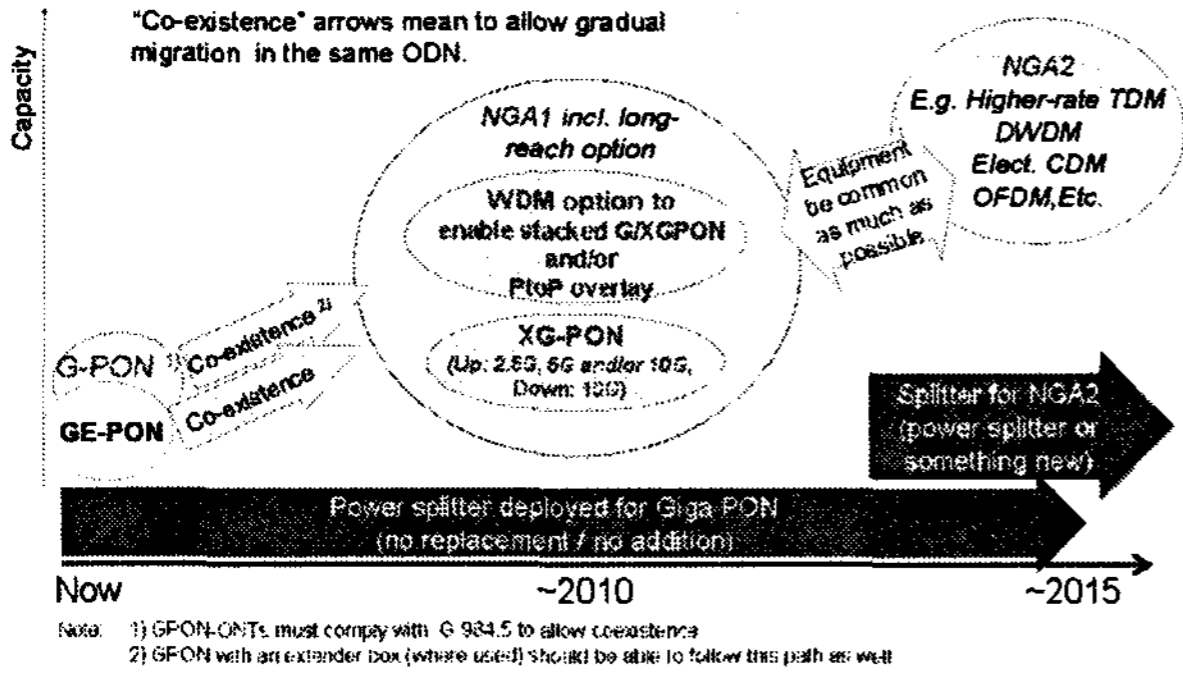 "Co-existence" arrows mean to allow gradual
migration in the same ODN.
Capacity
NGA1 incl. long-
reach option
WDM option to
enable stacked G/XGPON
and/or
PtoP overlay
XG-PON
(Up: 2.5G, 5G and/or 10G,
Down: 10G)
NGA2
E.g. Higher-rate TDM
DWDM
Elect. CDM
OFDM,Etc.
Equipment
be common
as much as
possible
G-PON 1)
Co-existence 2)
GE-PON
Co-existence
Splitter for NGA2
(power splitter or
something new)
Power splitter deployed for Giga PON
(no replacement / no addition)
Now
~2010
~2015
Note: 1) GPON-ONTs must comply with G.984.5 to allow coexistence
2) GPON with an extender box (where used) should be able to follow this path as well